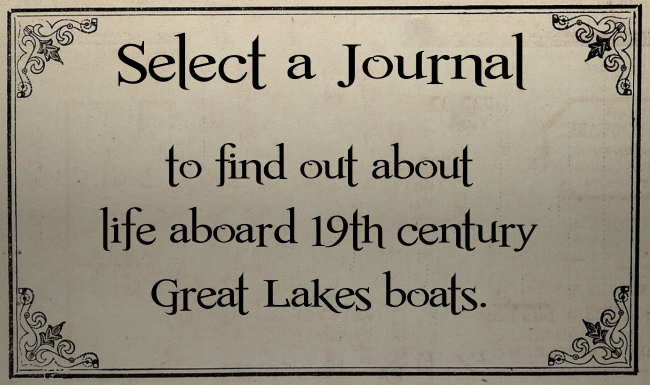 Select a Journal
to find out about
life aboard 19th century
Great Lakes boats.